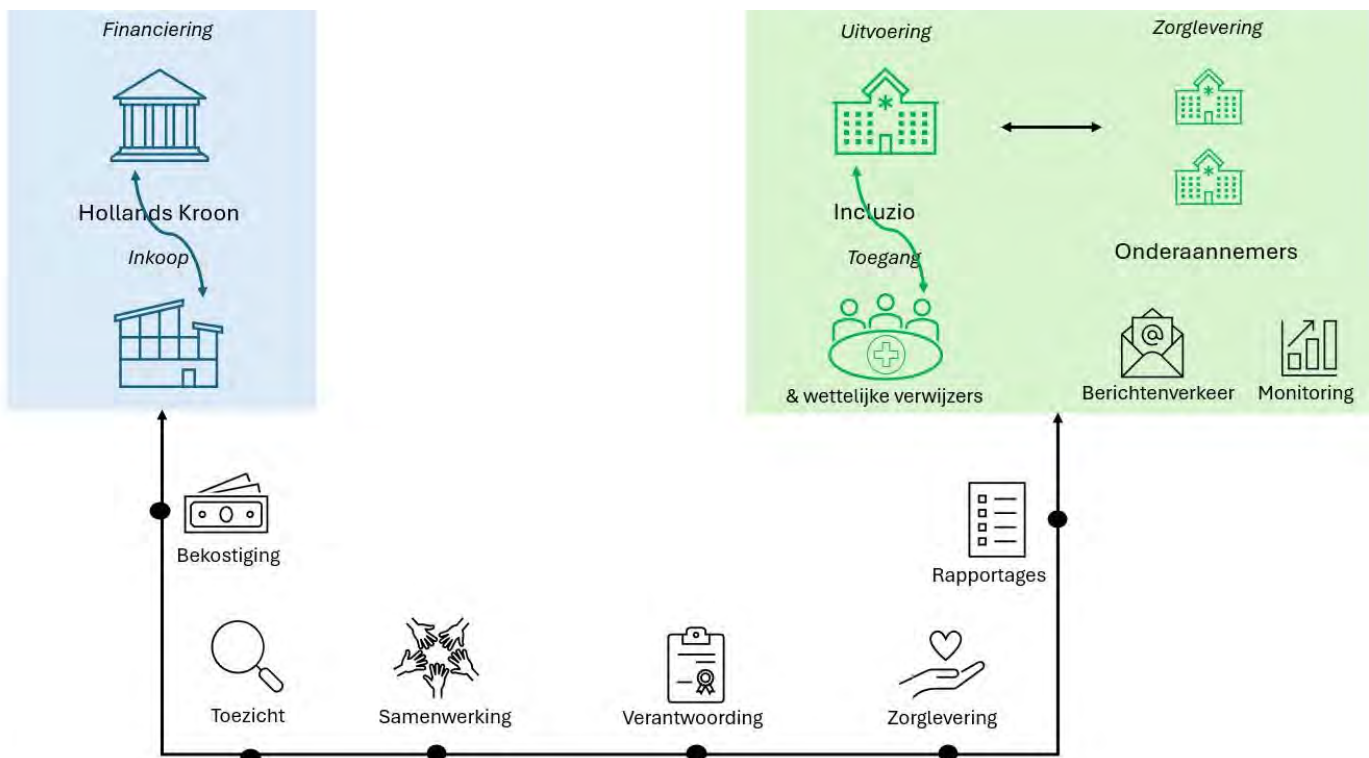 Financiering
Hollands Kroon
Inkoop
Uitvoering
Zorglevering
Incluzio
Toegang
Onderaannemers
& wettelijke verwijzers
Berichtenverkeer
Monitoring
Bekostiging
Rapportages
Toezicht
Samenwerking
Verantwoording
Zorglevering